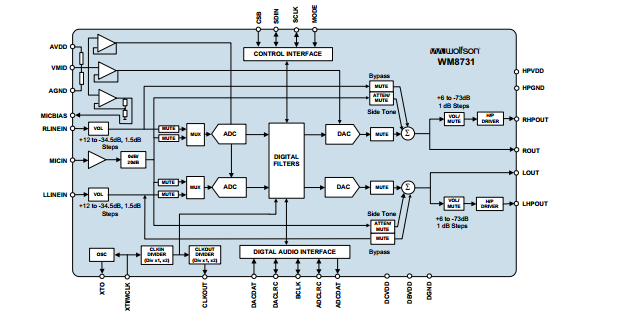 CSB
SDIN
SCLK
MODE
AVDD
VMID
AGND
MICBIAS
RLINEIN
MICIN
LLINEIN
CONTROL INTERFACE
wolfson
WM8731
HPVDD
HPGND
RHPOUT
ROUT
LOUT
LHPOUT
Bypass
MUTE
ATTEN/
MUTE
Side Tone
+6 to -73dB
1 dB Steps
VOL
MUTE
MUTE
MUX
ADC
DAC
MUTE
Σ
VOL/
MUTE
H/P
DRIVER
+12 to -34.5dB, 1.5dB
Steps
0dB/
20dB
DIGITAL
FILTERS
VOL
MUTE
MUTE
MUX
ADC
DAC
MUTE
Σ
VOL/
MUTE
H/P
DRIVER
+12 to -34.5dB, 1.5dB
Steps
Side Tone
ATTEN/
MUTE
MUTE
Bypass
+6 to -73dB
1 dB Steps
OSC
CLKIN
DIVIDER
(Div x1, x2)
CLKOUT
DIVIDER
(Div x1, x2)
DIGITAL AUDIO INTERFACE
XTO
XTI/MCLK
CLKOUT
DACDAT
DACLRC
BCLK
ADCLRC
ADCDAT
DCVDD
DBVDD
DGND